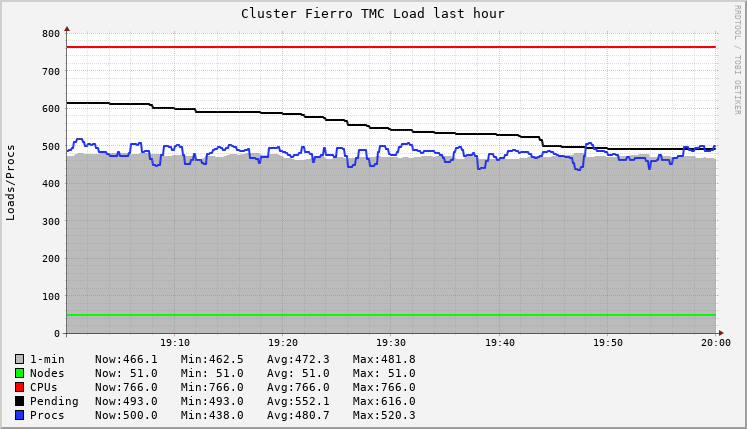 Cluster Fierro TMC Load last hour
RRDTOOL / TOBI OETIKER
Loads/Procs
800
700
600
500
400
300
200
100
0
19:10 19:20 19:30 19:40 19:50 20:00
1-min Now:466.1 Min:462.5 Avg:472.3 Max:481.8
Nodes Now: 51.0 Min: 51.0 Avg: 51.0 Max: 51.0
CPUs Now:766.0 Min:766.0 Avg:766.0 Max:766.0
Pending Now:493.0 Min:493.0 Avg:552.1 Max:616.0
Procs Now:500.0 Min:438.0 Avg:480.7 Max:520.3